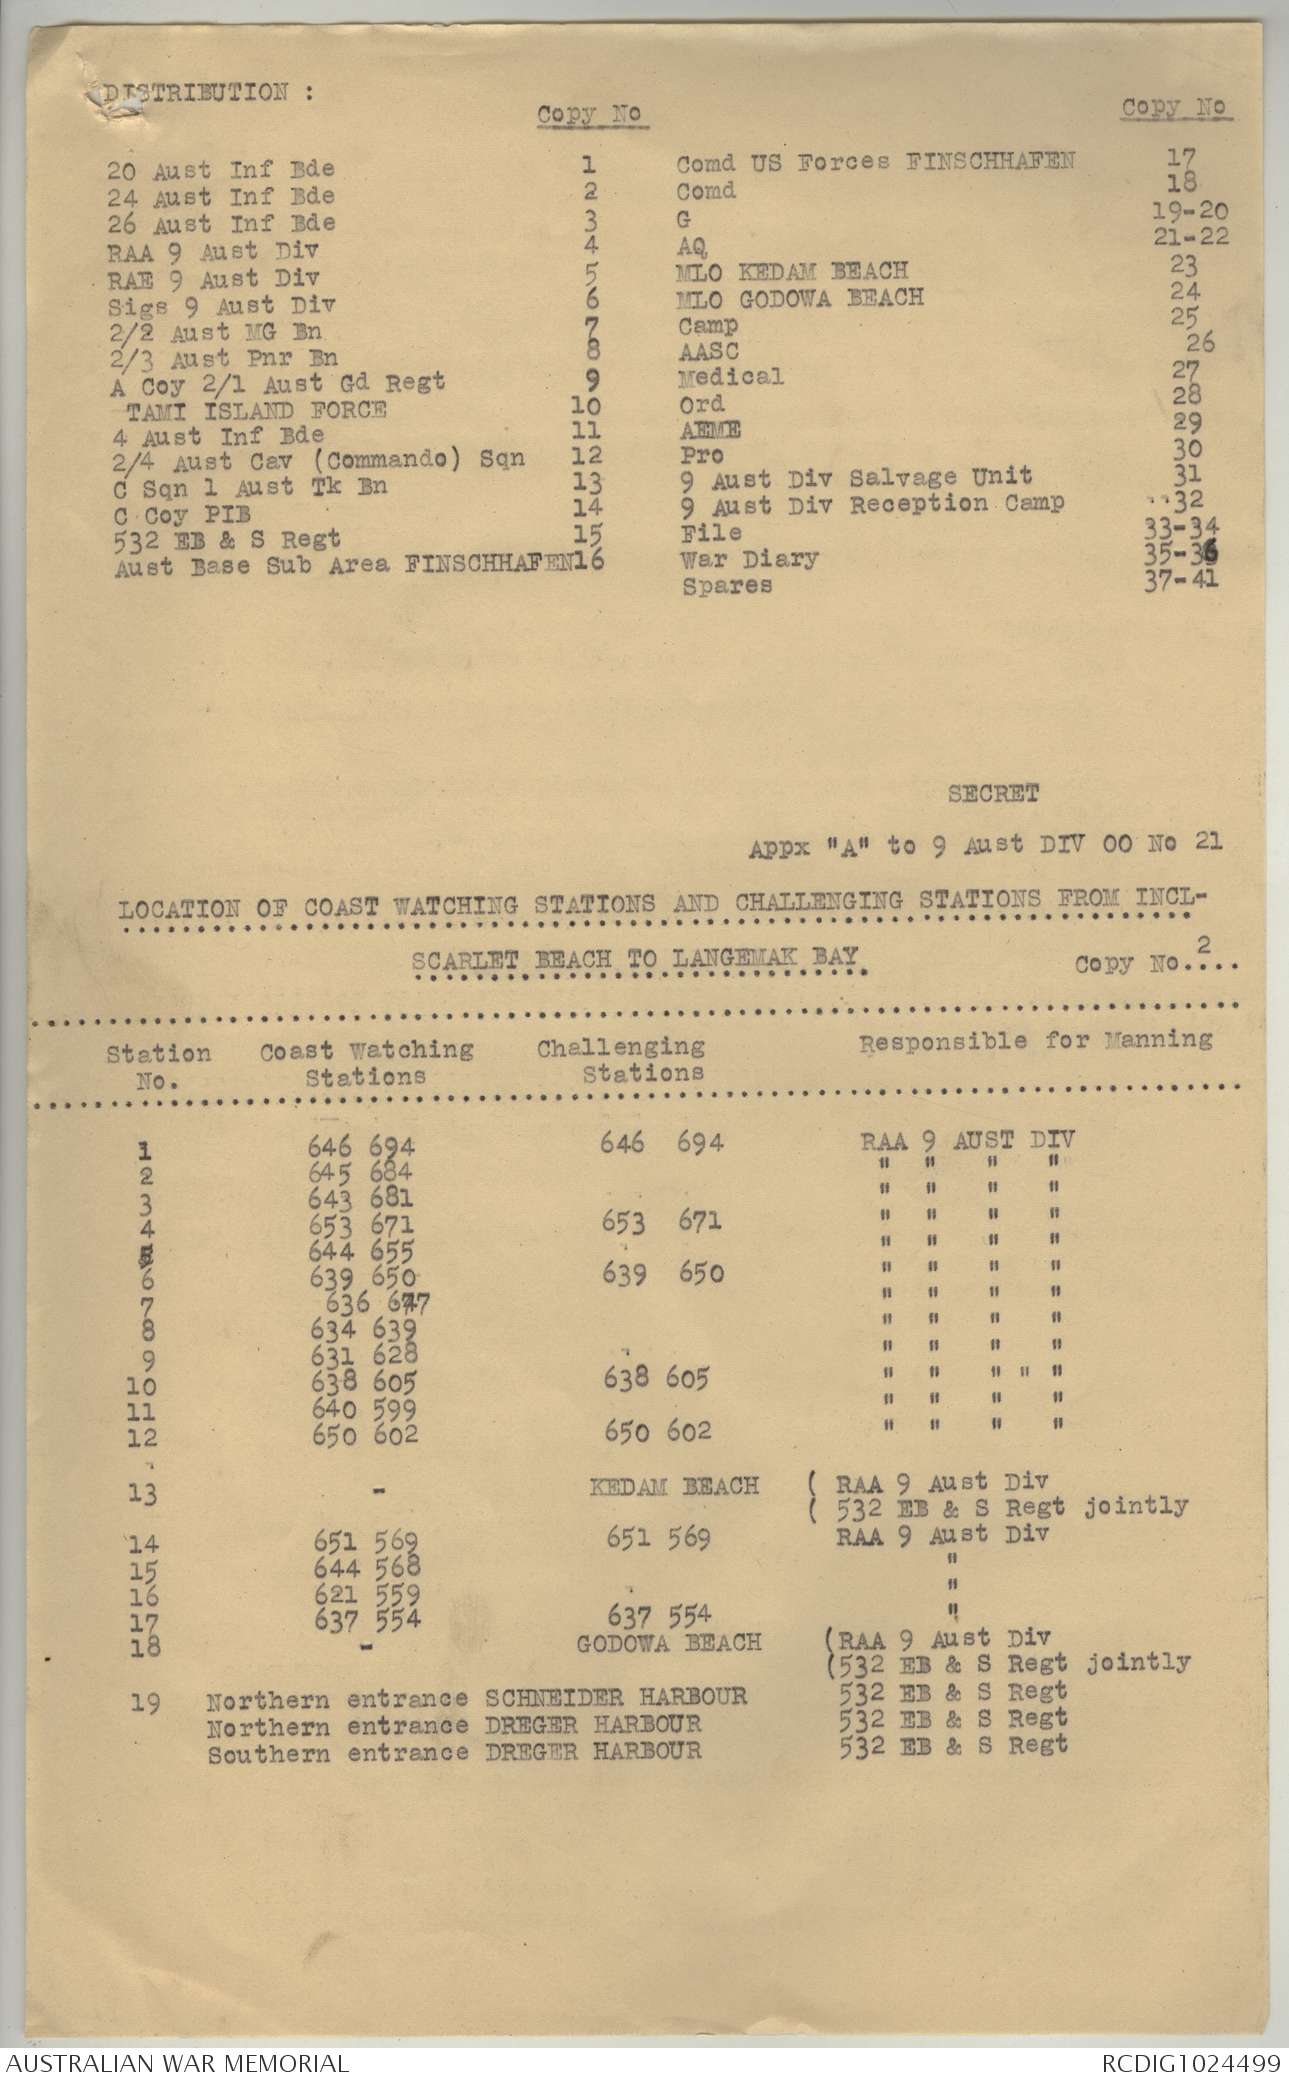 DISTRIBUTION :
Copy No Copy No
20 Aust Inf Bde 1 Comd US Forces FINSCHHAFEN 17
24 Aust Inf Bde 2 Comd 18
26 Aust Inf Bde 3 G 19-20
RAA 9 Aust Div 4 AQ 21-22
RAE 9 Aust Div 5 MLO KEDAM BEACH 23
Sigs 9 Aust Div 6 MLO GODOWA BEACH 24
2/2 Aust MG Bn 7 Camp 25
2/3 Aust Pnr Bn 8 AASC 26
A Coy 2/1 Aust Gd Regt 9 Medical 27
TAMI ISLAND FORCE 10 Ord 28
4 Aust Inf Bde 11 AEME 29
2/4 Aust Cav (Commando) Sqn 12 Pro 30
C Sqn 1 Aust Tk Bn 13 9 Aust Div Salvage Unit 31
C Coy PIB 14 9 Aust Div Reception Camp 32
532 EB & S Regt 15 File 33-34
Aust Base Sub Area FINSCHHAFEN16 War Diary 35-36
Spares 37-41
SECRET
Appx "A" to 9 Aust DIV OO No 21
LOCATION OF COAST WATCHING STATIONS AND CHALLENGING STATIONS FROM INCL-
SCARLET BEACH TO LANGEMAK BAY Copy No.2...
Station Coast Watching Challenging Responsible for Manning
No. Stations Stations
1 646 694 646 694 RAA 9 AUST DIV
2 645 684 " " " "
3 643 681 " " " "
4 653 671 653 671 " " " "
5 644 655 " " " "
6 639 650 639 650 " " " "
7 636 647 " " " "
8 634 639 " " " "
9 631 628 " " " "
10 638 605 638 605 " " " " "
11 640 599 " " " "
12 650 602 650 602 " " " "
13 - KEDAM BEACH ( RAA 9 Aust Div
( 532 EB & S Regt jointly
14 651 569 651 569 RAA 9 Aust Div
15 644 568 "
16 621 559 "
17 637 554 637 554 "
18 - GODOWA BEACH (RAA 9 Aust Div
(532 EB & S Regt jointly
19 Northern entrance SCHNEIDER HARBOUR 532 EB & S Regt
Northern entrance DREGER HARBOUR 532 EB & S Regt
Southern entrance DREGER HARBOUR 532 EB & S Regt
AUSTRALIAN WAR MEMORIAL RCDIG1024499